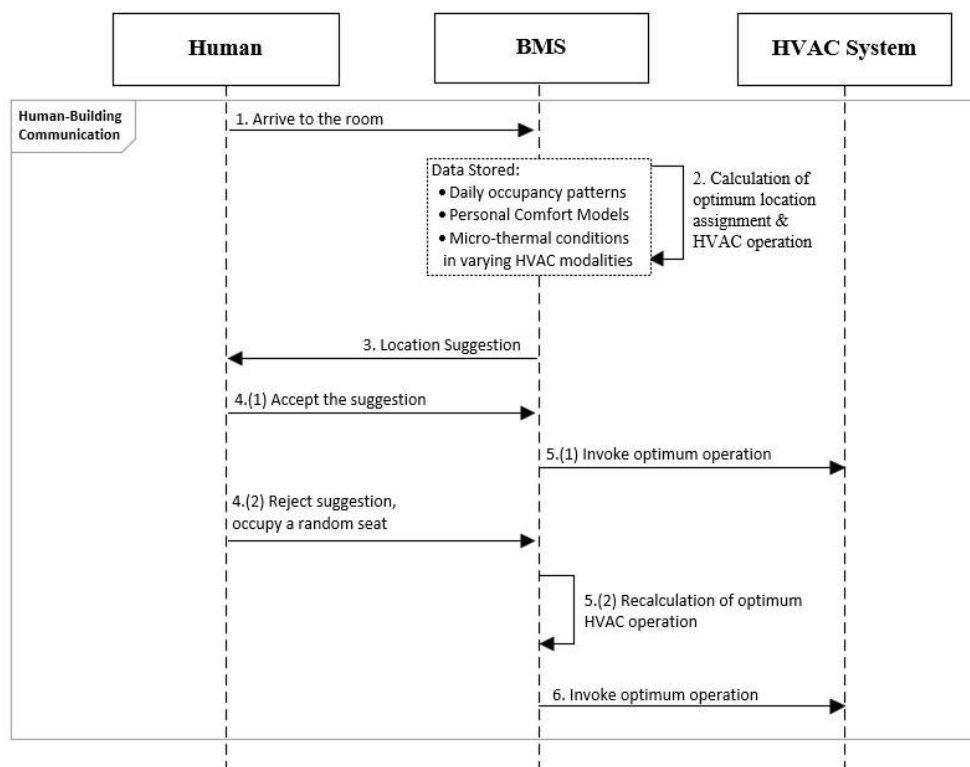 Human
BMS
HVAC System
Human-Building
Communication
1. Arrive to the room
Data Stored:
• Daily occupancy patterns
• Personal Comfort Models
• Micro-thermal conditions
in varying HVAC modalities
2. Calculation of
optimum location
assignment &
HVAC operation
3. Location Suggestion
4.(1) Accept the suggestion
5.(1) Invoke optimum operation
4.(2) Reject suggestion,
occupy a random seat
5.(2) Recalculation of optimum
HVAC operation
6. Invoke optimum operation